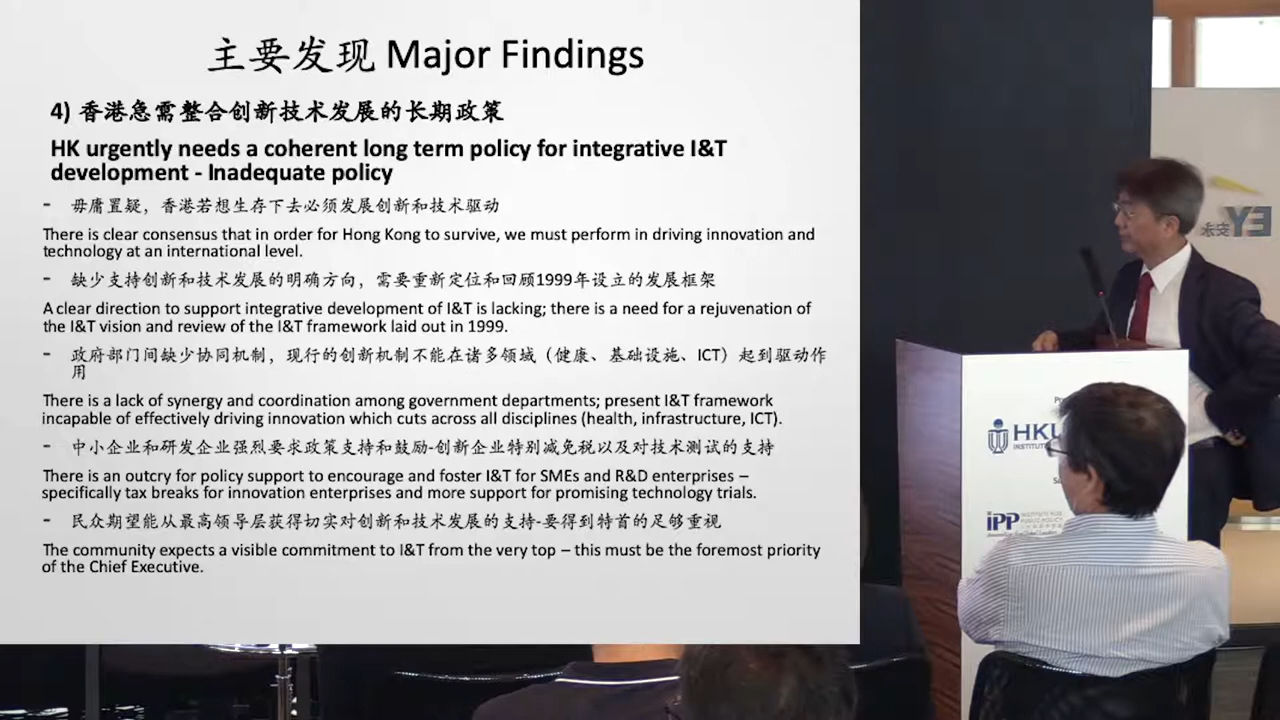 主要发现 Major Findings
4) 香港急需整合创新技术发展的长期政策
HK urgently needs a coherent long term policy for integrative I&T
development - Inadequate policy
- 毋庸置疑，香港若想生存下去必须发展创新和技术驱动
There is clear consensus that in order for Hong Kong to survive, we must perform in driving innovation and
technology at an international level.
- 缺少支持创新和技术发展的明确方向，需要重新定位和回顾1999年设立的发展框架
A clear direction to support integrative development of I&T is lacking; there is a need for a rejuvenation of
the I&T vision and review of the I&T framework laid out in 1999.
- 政府部门间缺少协同机制，现行的创新机制不能在诸多领域（健康、基础设施、ICT）起到驱动作
用
There is a lack of synergy and coordination among government departments; present I&T framework
incapable of effectively driving innovation which cuts across all disciplines (health, infrastructure, ICT).
- 中小企业和研发企业强烈要求政策支持和鼓励-创新企业特别减免税以及对技术测试的支持
There is an outcry for policy support to encourage and foster I&T for SMEs and R&D enterprises –
specifically tax breaks for innovation enterprises and more support for promising technology trials.
- 民众期望能从最高领导层获得切实对创新和技术发展的支持-要得到特首的足够重视
The community expects a visible commitment to I&T from the very top – this must be the foremost priority
of the Chief Executive.
EY
HKU
IPP